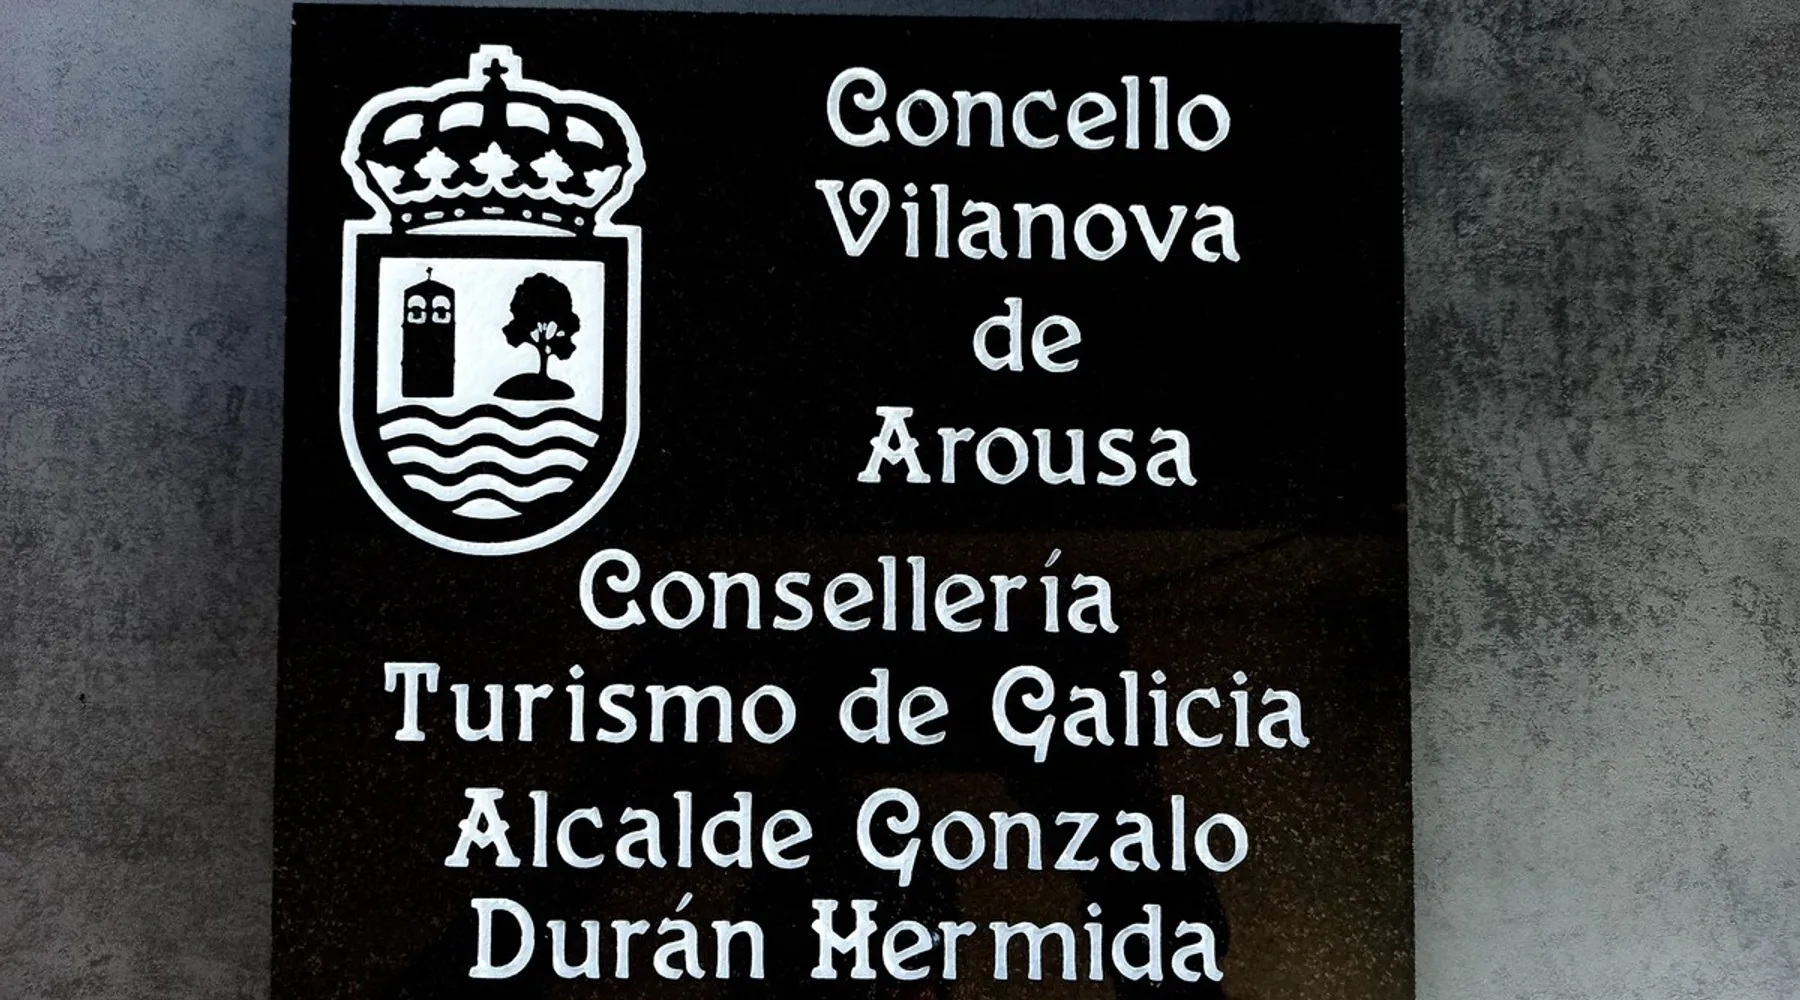 Concello
Vilanova
de
Arousa
Consellería
Turismo de Galicia
Alcalde Gonzalo
Durán Hermida